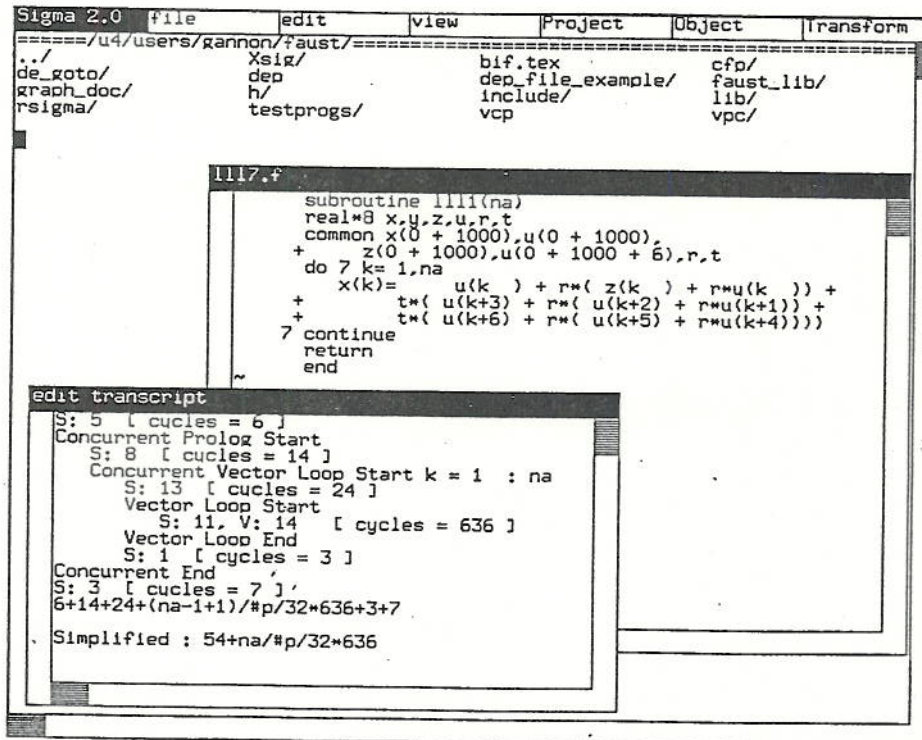 Sigma 2.0 file edit view Project Object Transform
======/u4/users/gannon/faust/==================================================
../ Xsig/ bif.tex cfp/
de_goto/ dep dep_file_example/ faust_lib/
graph_doc/ h/ include/ lib/
rsigma/ testprogs/ vcp vpc/
lll7.f
subroutine lll1(na)
real*8 x,y,z,u,r,t
common x(0 + 1000),y(0 + 1000),
+ z(0 + 1000),u(0 + 1000 + 6),r,t
do 7 k= 1,na
x(k)= u(k ) + r*( z(k ) + r*y(k )) +
+ t*( u(k+3) + r*( u(k+2) + r*u(k+1)) +
+ t*( u(k+6) + r*( u(k+5) + r*u(k+4))))
7 continue
return
end
~
edit transcript
S: 5 [ cycles = 6 ]
Concurrent Prolog Start
S: 8 [ cycles = 14 ]
Concurrent Vector Loop Start k = 1 : na
S: 13 [ cycles = 24 ]
Vector Loop Start
S: 11, V: 14 [ cycles = 636 ]
Vector Loop End
S: 1 [ cycles = 3 ]
Concurrent End
S: 3 [ cycles = 7 ]
6+14+24+(na-1+1)/#p/32*636+3+7
Simplified : 54+na/#p/32*636